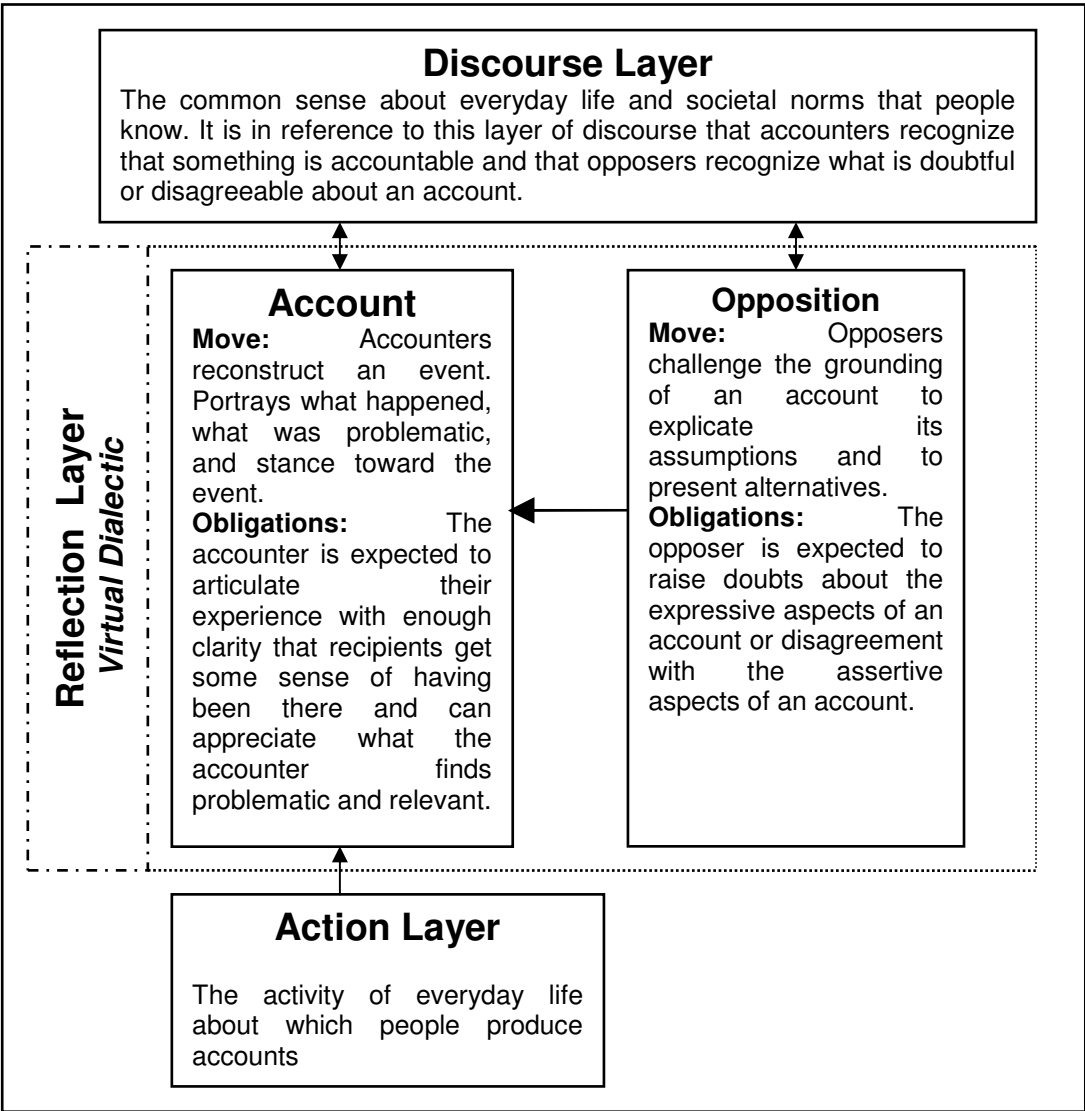 Discourse Layer
The common sense about everyday life and societal norms that people
know. It is in reference to this layer of discourse that accounters recognize
that something is accountable and that opposers recognize what is doubtful
or disagreeable about an account.
Reflection Layer
Virtual Dialectic
Account
Move: Accounters
reconstruct an event.
Portrays what happened,
what was problematic,
and stance toward the
event.
Obligations: The
accounter is expected to
articulate their
experience with enough
clarity that recipients get
some sense of having
been there and can
appreciate what the
accounter finds
problematic and relevant.
Opposition
Move: Opposers
challenge the grounding
of an account to
explicate its
assumptions and to
present alternatives.
Obligations: The
opposer is expected to
raise doubts about the
expressive aspects of an
account or disagreement
with the assertive
aspects of an account.
Action Layer
The activity of everyday life
about which people produce
accounts